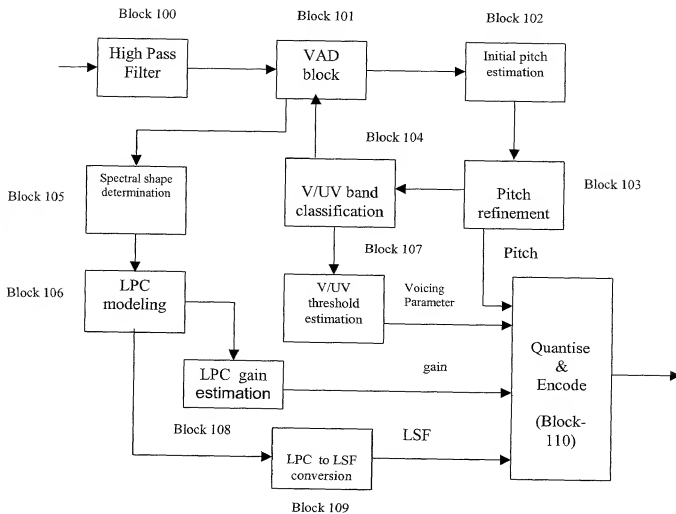 Block 100
Block 101
Block 102
High Pass
Filter
VAD
block
Initial pitch
estimation
Block 104
Block 105
Spectral shape
determination
V/UV band
classification
Pitch
refinement
Block 103
Block 107
Pitch
Block 106
LPC
modeling
V/UV
threshold
estimation
Voicing
Parameter
Quantise
&
Encode
(Block-
110)
LPC gain
estimation
gain
Block 108
LSF
LPC to LSF
conversion
Block 109